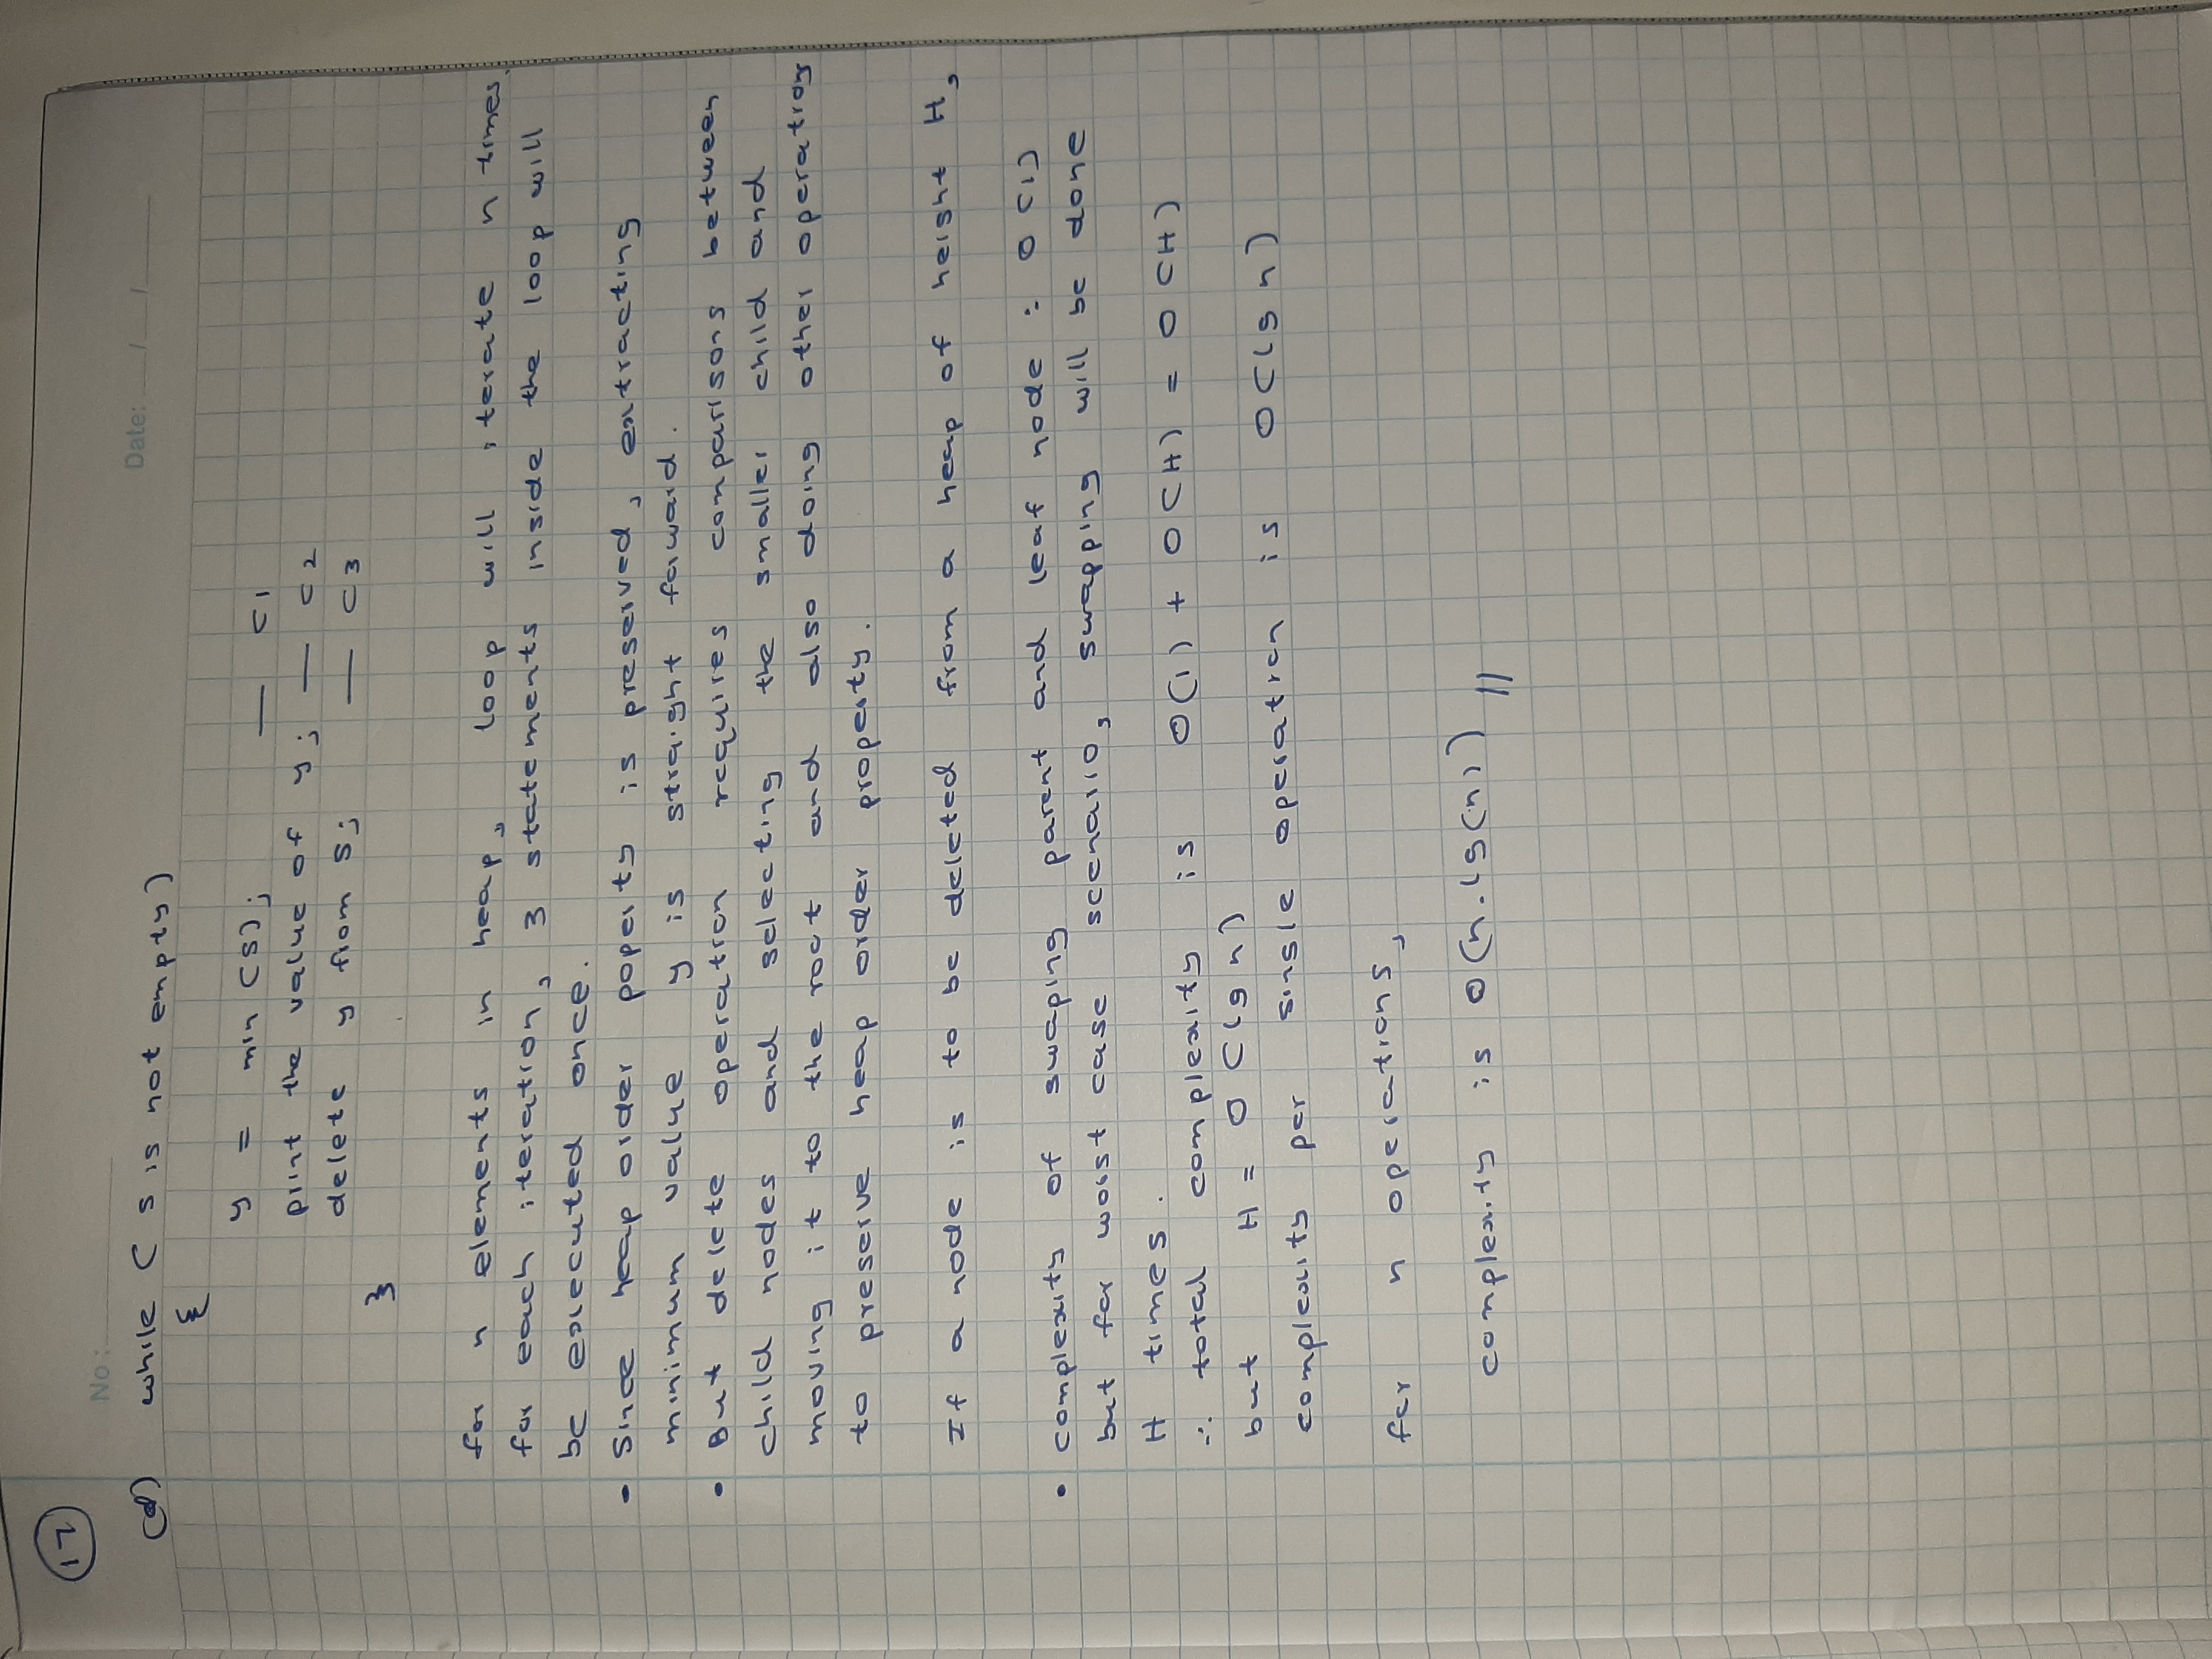 17
No :
Date: / /
(d) while ( s is not empty)
{
y = min (S); — C1
print the value of y; — C2
delete y from S; — C3
}
for n elements in heap, loop will iterate n times.
for each iteration, 3 statements inside the loop will
be executed once.
• Since heap order poperty is preserved, extracting
minimum value y is straight forward.
• But delete operation requires comparisons between
child nodes and selecting the smaller child and
moving it to the root and also doing other operations
to preserve heap order property.
If a node is to be deleted from a heap of height H,
• complexity of swaping parent and leaf node : O(1)
but for worst case scenario, swapping will be done
H times.
∴ total complexity is O(1) + O(H) = O(H)
but H = O(lg n)
complexity per single operation is O(lg n)
for n operations,
complexity is O(n.lg(n)) //